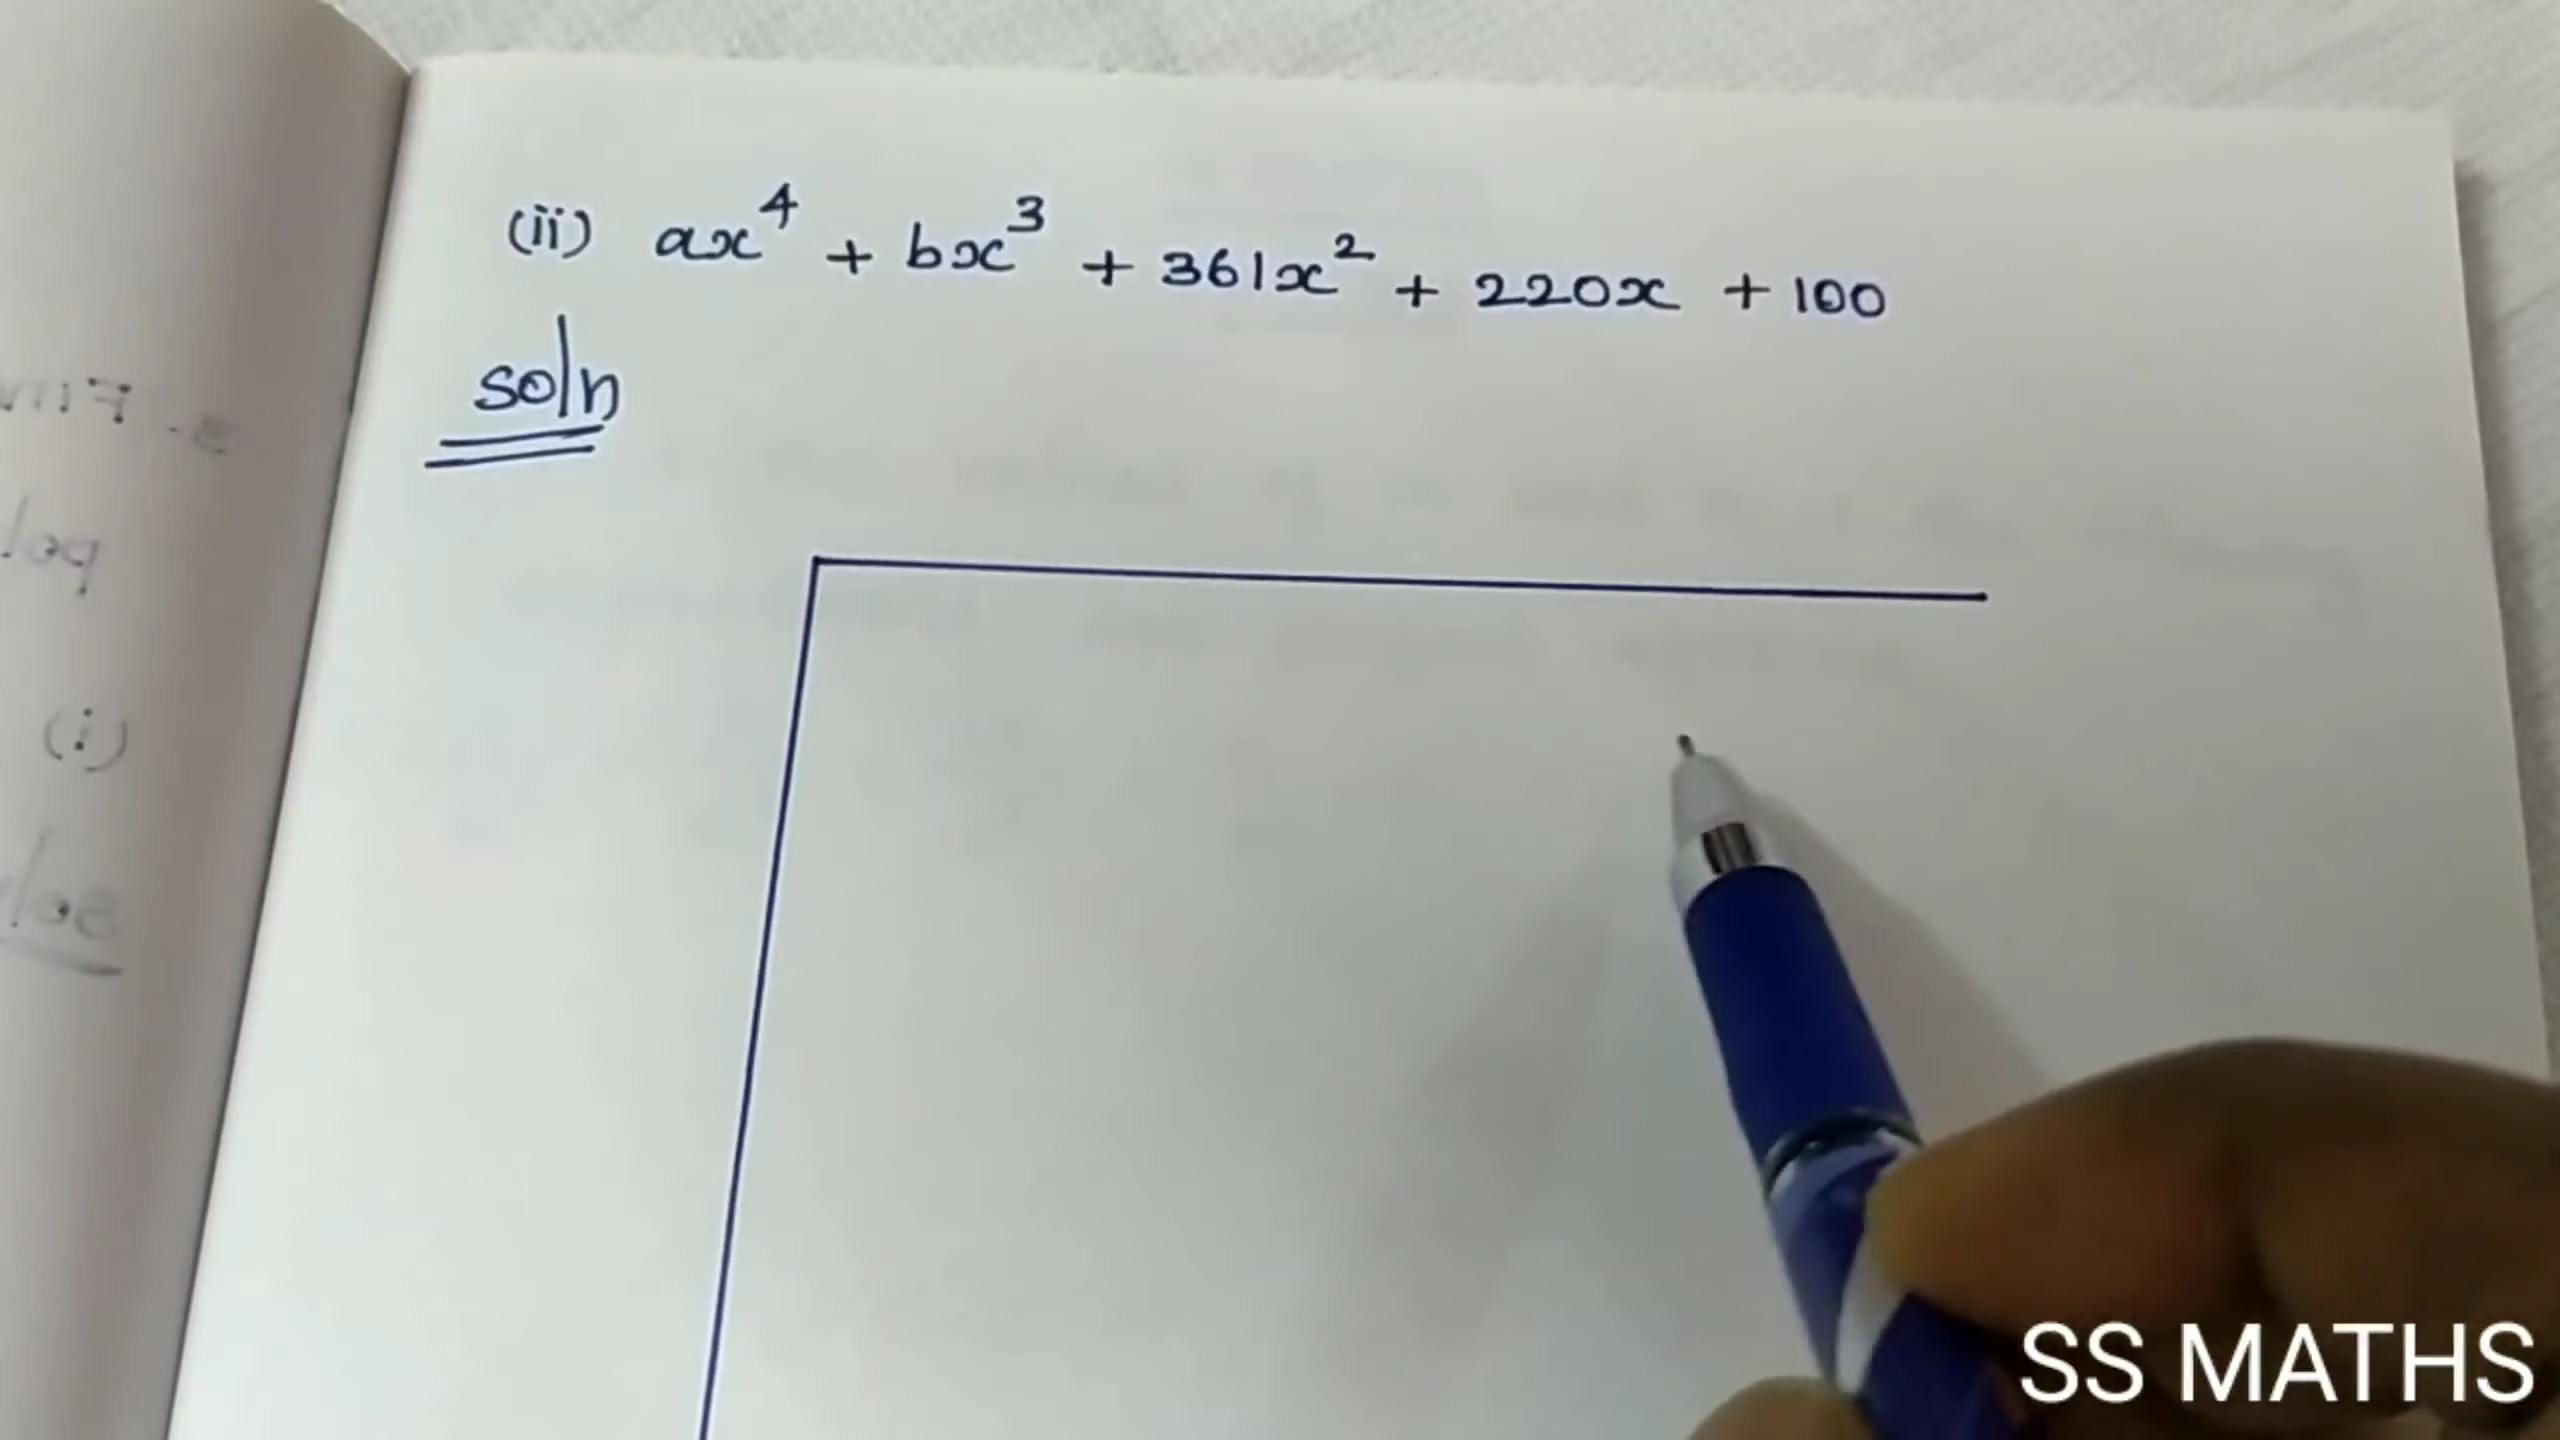 (ii) ax⁴ + bx³ + 361x² + 220x + 100
soln
(i)
SS MATHS